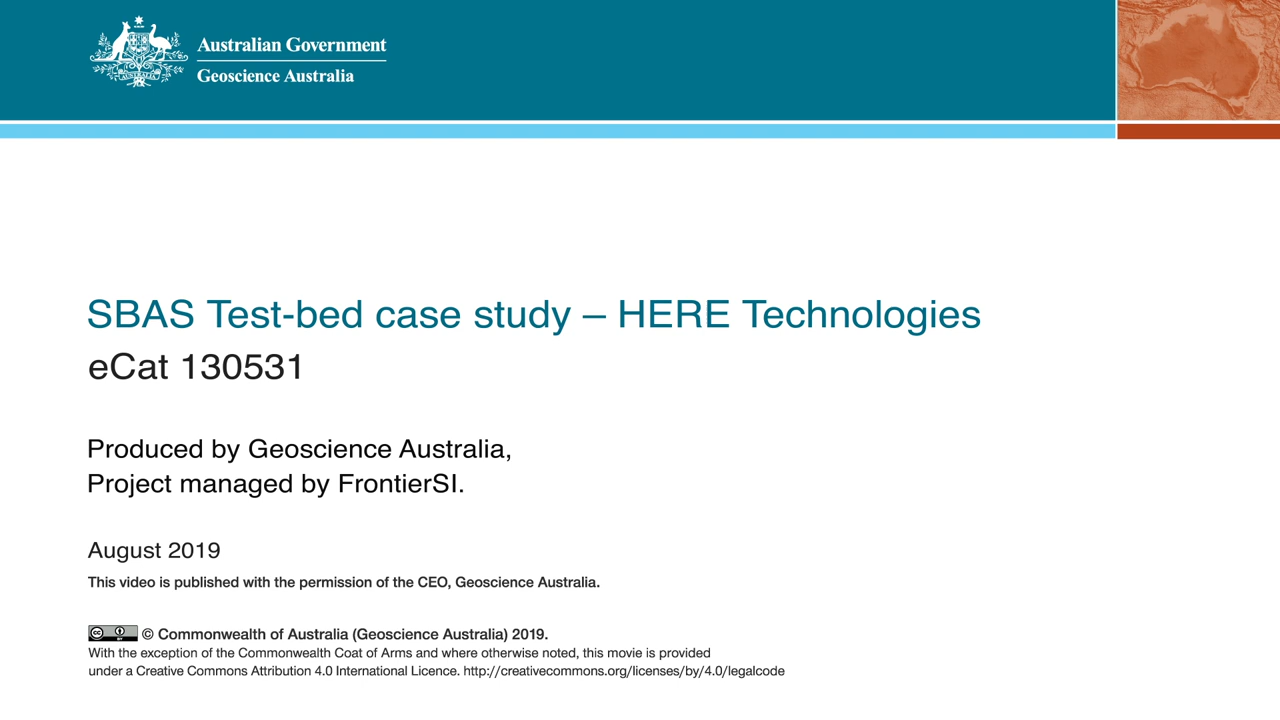 Australian Government
Geoscience Australia
SBAS Test-bed case study – HERE Technologies
eCat 130531
Produced by Geoscience Australia,
Project managed by FrontierSI.
August 2019
This video is published with the permission of the CEO, Geoscience Australia.
© Commonwealth of Australia (Geoscience Australia) 2019.
With the exception of the Commonwealth Coat of Arms and where otherwise noted, this movie is provided
under a Creative Commons Attribution 4.0 International Licence. http://creativecommons.org/licenses/by/4.0/legalcode